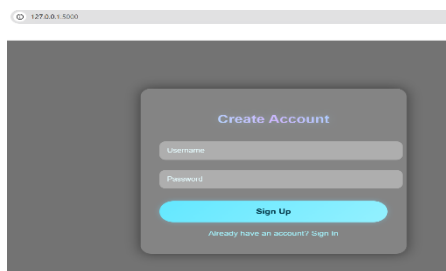 127.0.0.1:5000
Create Account
Username
Password
Sign Up
Already have an account? Sign In